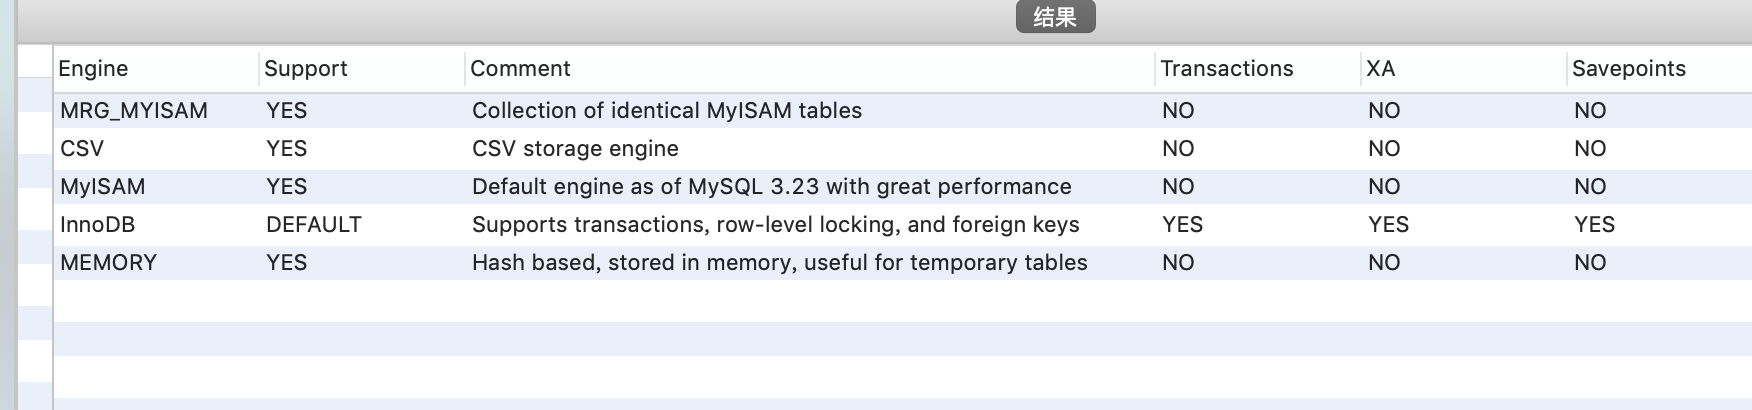 结果
Engine Support Comment Transactions XA Savepoints
MRG_MYISAM YES Collection of identical MyISAM tables NO NO NO
CSV YES CSV storage engine NO NO NO
MyISAM YES Default engine as of MySQL 3.23 with great performance NO NO NO
InnoDB DEFAULT Supports transactions, row-level locking, and foreign keys YES YES YES
MEMORY YES Hash based, stored in memory, useful for temporary tables NO NO NO